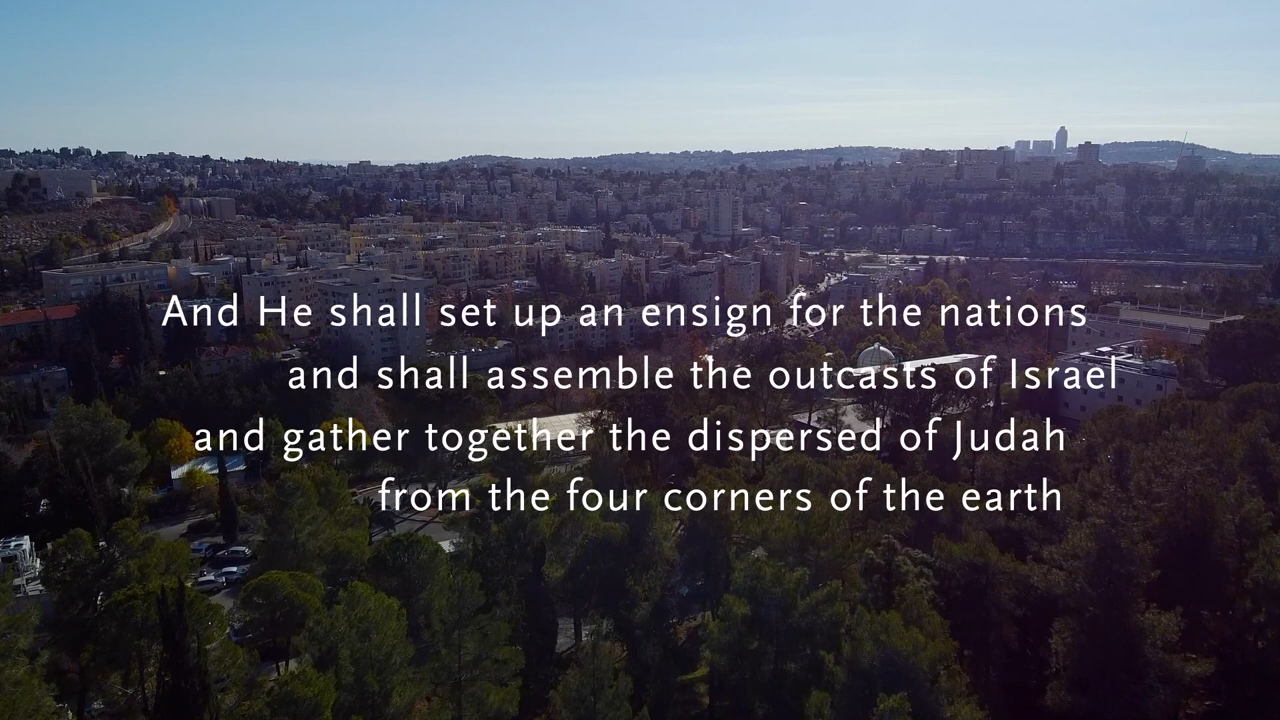 And He shall set up an ensign for the nations
and shall assemble the outcasts of Israel
and gather together the dispersed of Judah
from the four corners of the earth